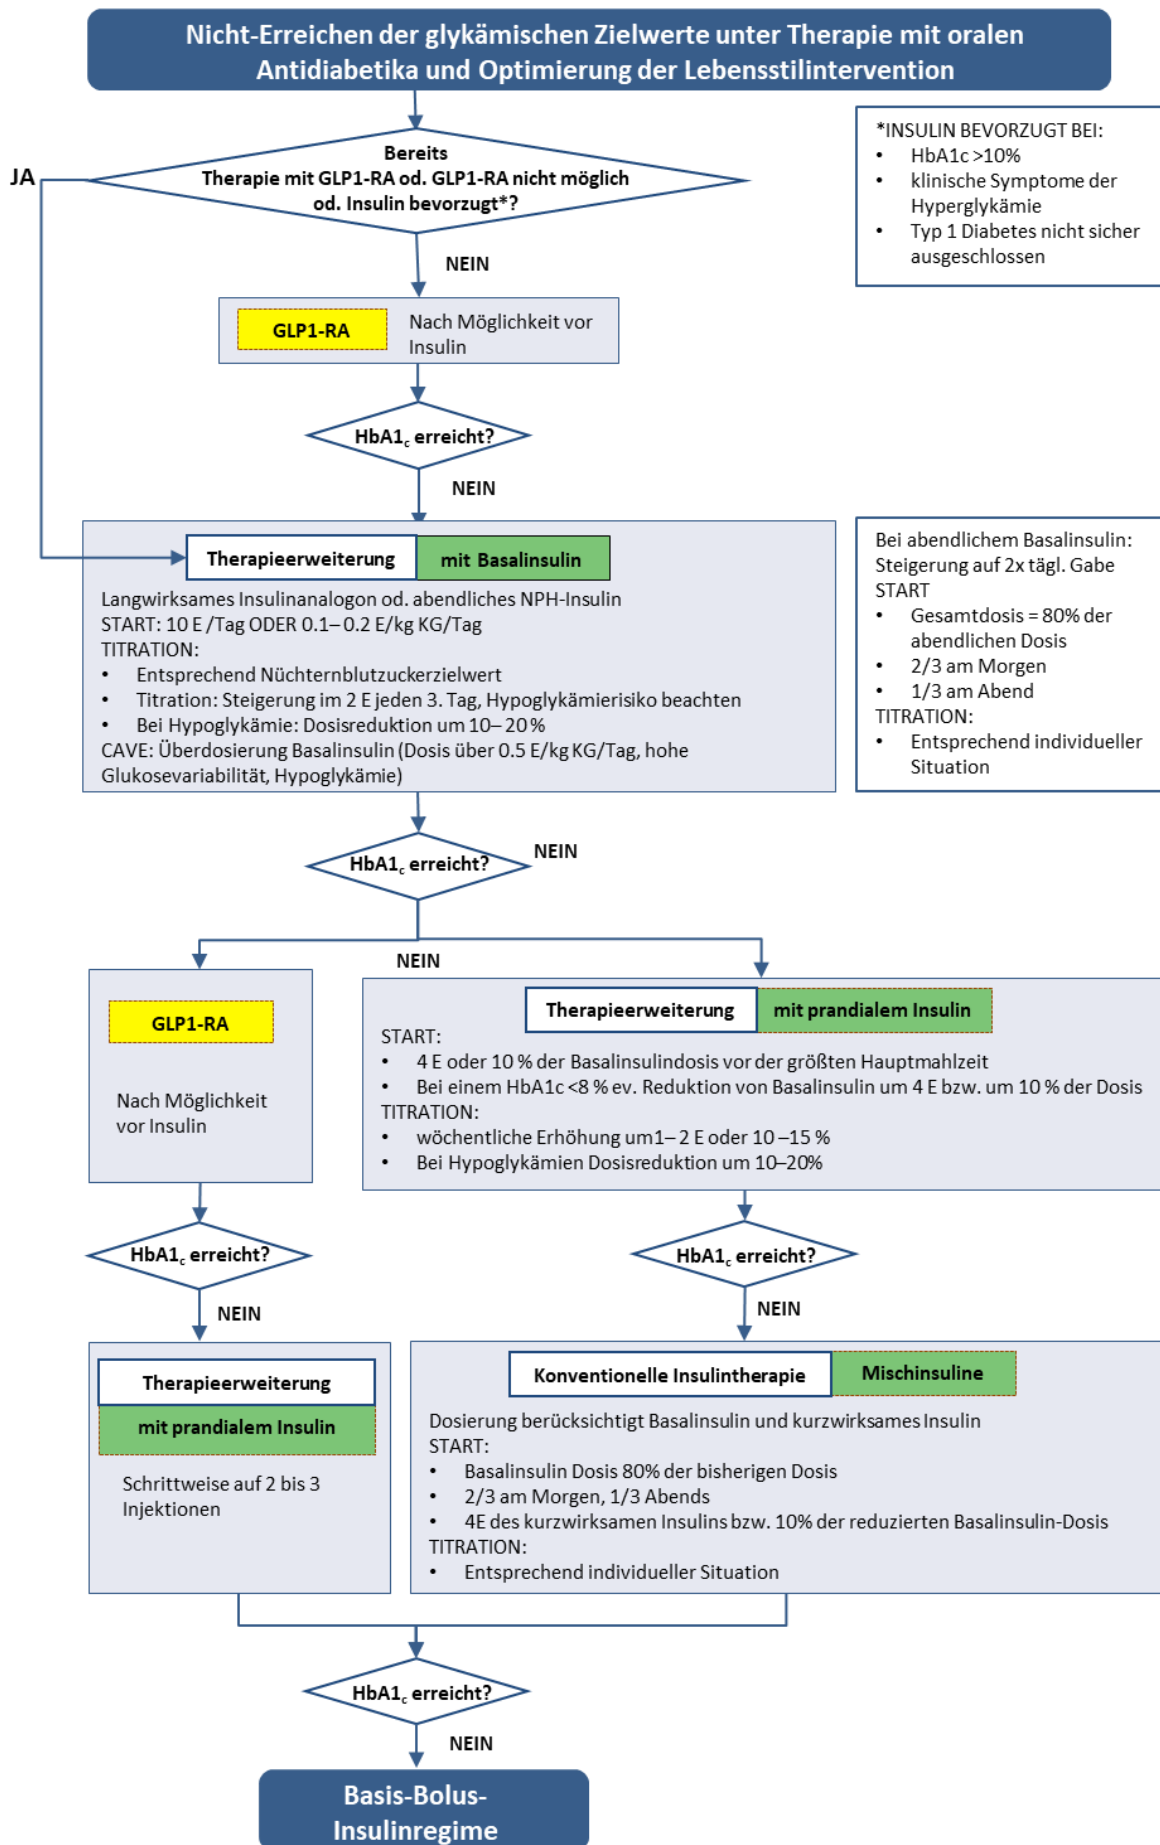 Nicht-Erreichen der glykämischen Zielwerte unter Therapie mit oralen
Antidiabetika und Optimierung der Lebensstilintervention
*INSULIN BEVORZUGT BEI:
• HbA1c >10%
• klinische Symptome der
Hyperglykämie
• Typ 1 Diabetes nicht sicher
ausgeschlossen
Bereits
Therapie mit GLP1-RA od. GLP1-RA nicht möglich
od. Insulin bevorzugt*?
JA
NEIN
GLP1-RA
Nach Möglichkeit vor
Insulin
HbA1c erreicht?
NEIN
Therapieerweiterung
mit Basalinsulin
Langwirksames Insulinanalogon od. abendliches NPH-Insulin
START: 10 E /Tag ODER 0.1– 0.2 E/kg KG/Tag
TITRATION:
• Entsprechend Nüchternblutzuckerzielwert
• Titration: Steigerung im 2 E jeden 3. Tag, Hypoglykämierisiko beachten
• Bei Hypoglykämie: Dosisreduktion um 10– 20 %
CAVE: Überdosierung Basalinsulin (Dosis über 0.5 E/kg KG/Tag, hohe
Glukosevariabilität, Hypoglykämie)
Bei abendlichem Basalinsulin:
Steigerung auf 2x tägl. Gabe
START
• Gesamtdosis = 80% der
abendlichen Dosis
• 2/3 am Morgen
• 1/3 am Abend
TITRATION:
• Entsprechend individueller
Situation
HbA1c erreicht?
NEIN
NEIN
GLP1-RA
Nach Möglichkeit
vor Insulin
Therapieerweiterung
mit prandialem Insulin
START:
• 4 E oder 10 % der Basalinsulindosis vor der größten Hauptmahlzeit
• Bei einem HbA1c <8 % ev. Reduktion von Basalinsulin um 4 E bzw. um 10 % der Dosis
TITRATION:
• wöchentliche Erhöhung um1– 2 E oder 10 –15 %
• Bei Hypoglykämien Dosisreduktion um 10–20%
HbA1c erreicht?
NEIN
HbA1c erreicht?
NEIN
Therapieerweiterung
mit prandialem Insulin
Schrittweise auf 2 bis 3
Injektionen
Konventionelle Insulintherapie
Mischinsuline
Dosierung berücksichtigt Basalinsulin und kurzwirksames Insulin
START:
• Basalinsulin Dosis 80% der bisherigen Dosis
• 2/3 am Morgen, 1/3 Abends
• 4E des kurzwirksamen Insulins bzw. 10% der reduzierten Basalinsulin-Dosis
TITRATION:
• Entsprechend individueller Situation
HbA1c erreicht?
NEIN
Basis-Bolus-
Insulinregime